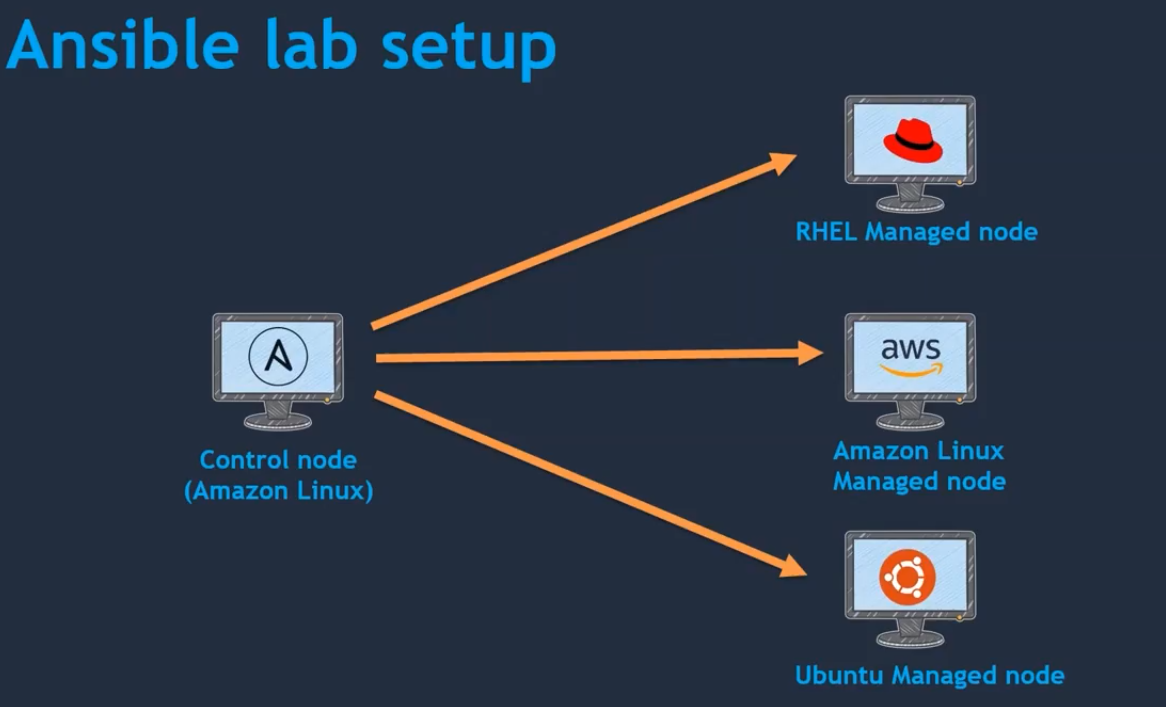 Ansible lab setup
RHEL Managed node
aws
Control node
(Amazon Linux)
Amazon Linux
Managed node
Ubuntu Managed node